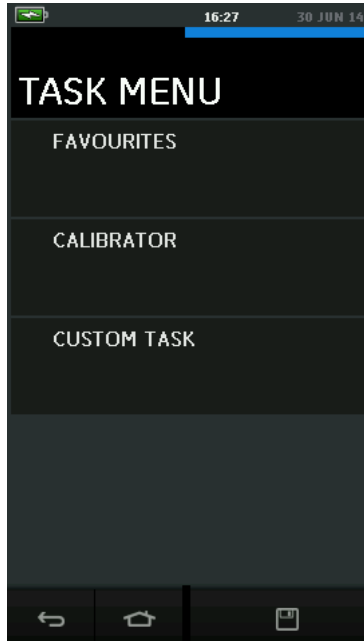 16:27 30 JUN 14
TASK MENU
FAVOURITES
CALIBRATOR
CUSTOM TASK